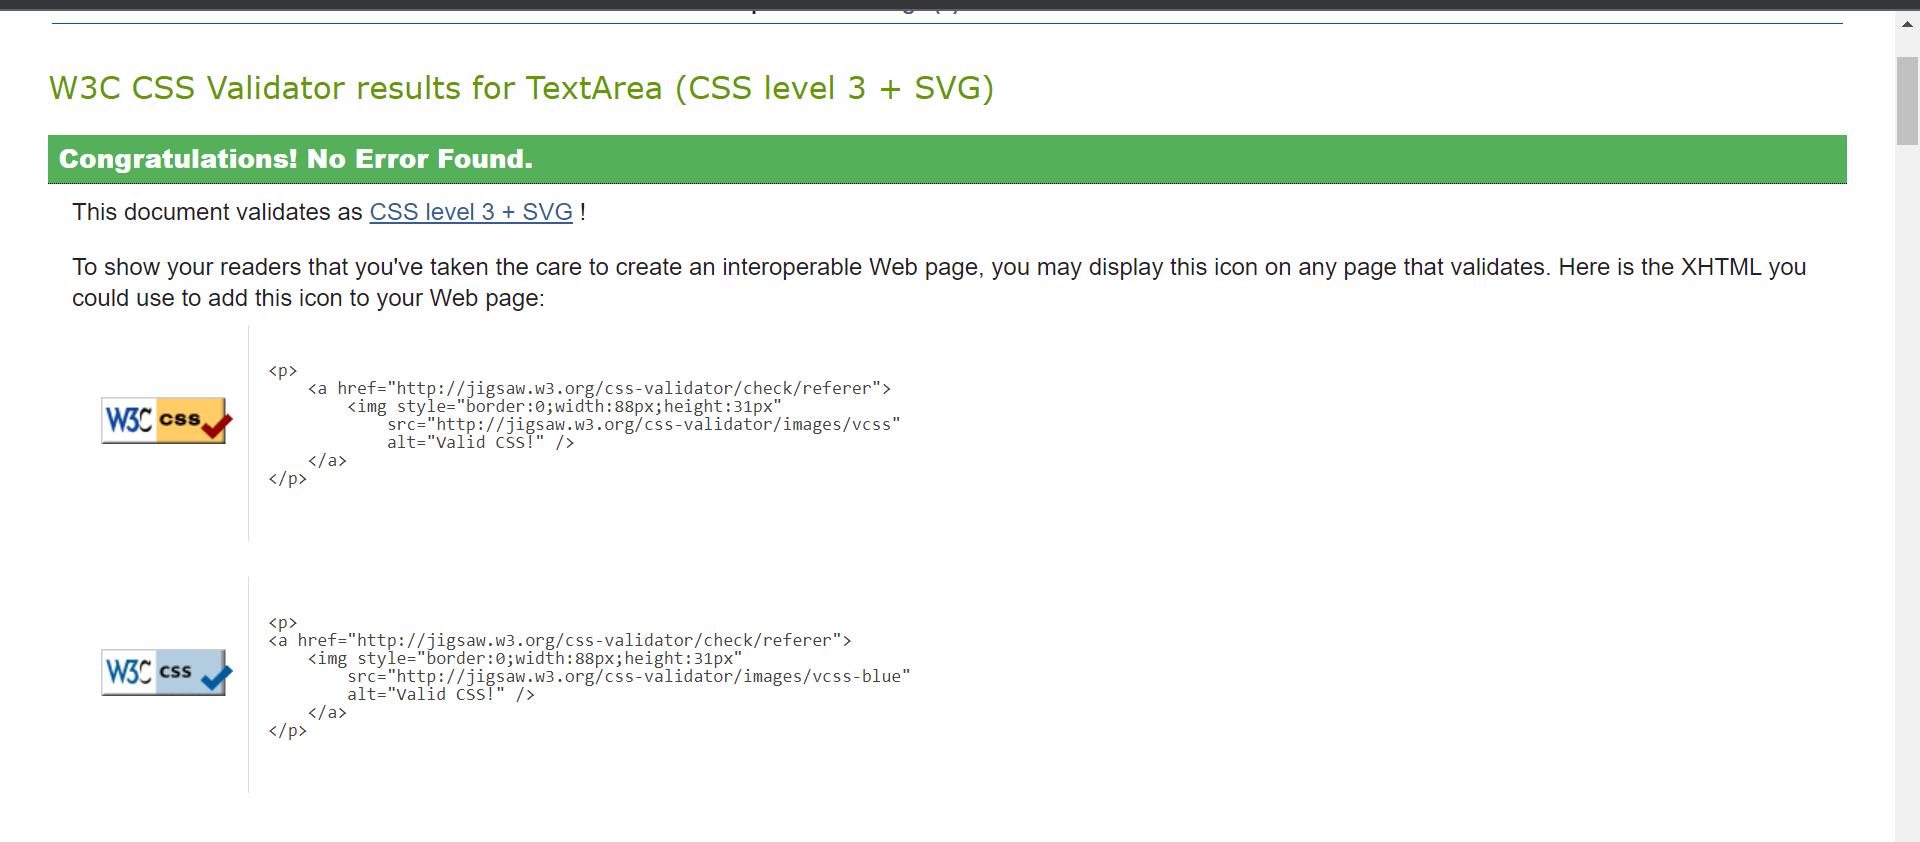 W3C CSS Validator results for TextArea (CSS level 3 + SVG)
Congratulations! No Error Found.
This document validates as CSS level 3 + SVG !
To show your readers that you've taken the care to create an interoperable Web page, you may display this icon on any page that validates. Here is the XHTML you
could use to add this icon to your Web page:
W3C css
<p>
    <a href="http://jigsaw.w3.org/css-validator/check/referer">
        <img style="border:0;width:88px;height:31px"
            src="http://jigsaw.w3.org/css-validator/images/vcss"
            alt="Valid CSS!" />
    </a>
</p>
W3C css
<p>
<a href="http://jigsaw.w3.org/css-validator/check/referer">
    <img style="border:0;width:88px;height:31px"
        src="http://jigsaw.w3.org/css-validator/images/vcss-blue"
        alt="Valid CSS!" />
    </a>
</p>